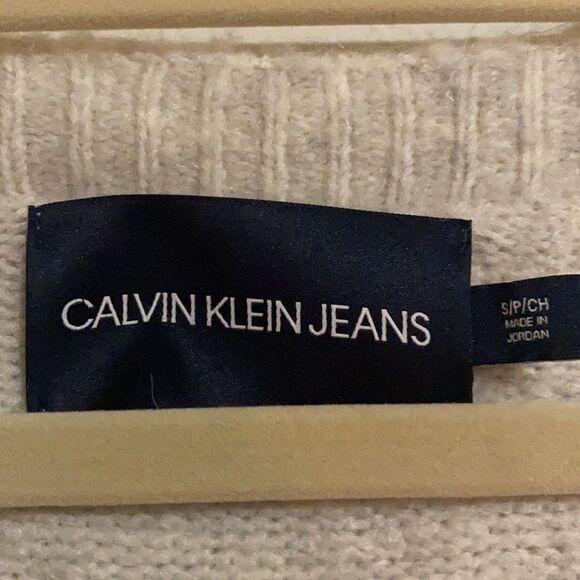 CALVIN KLEIN JEANS
S/P/CH
MADE IN
JORDAN